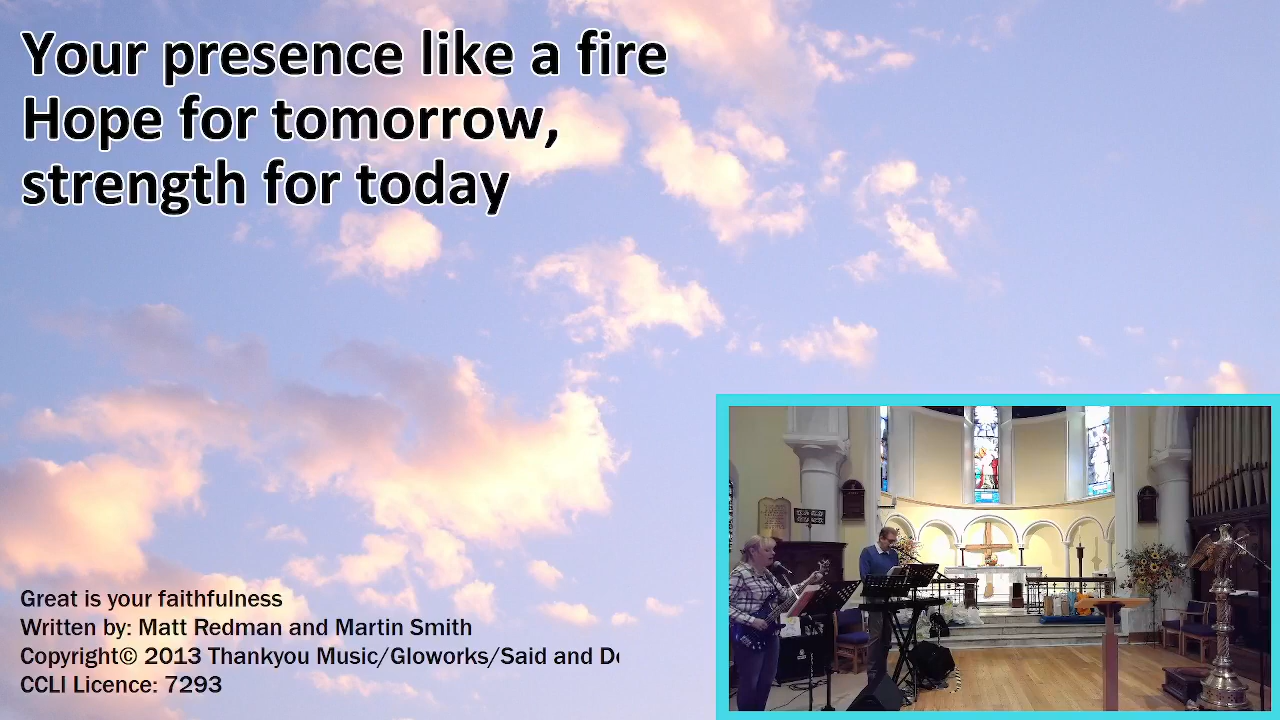 Your presence like a fire
Hope for tomorrow,
strength for today
Great is your faithfulness
Written by: Matt Redman and Martin Smith
Copyright© 2013 Thankyou Music/Gloworks/Said and D
CCLI Licence: 7293